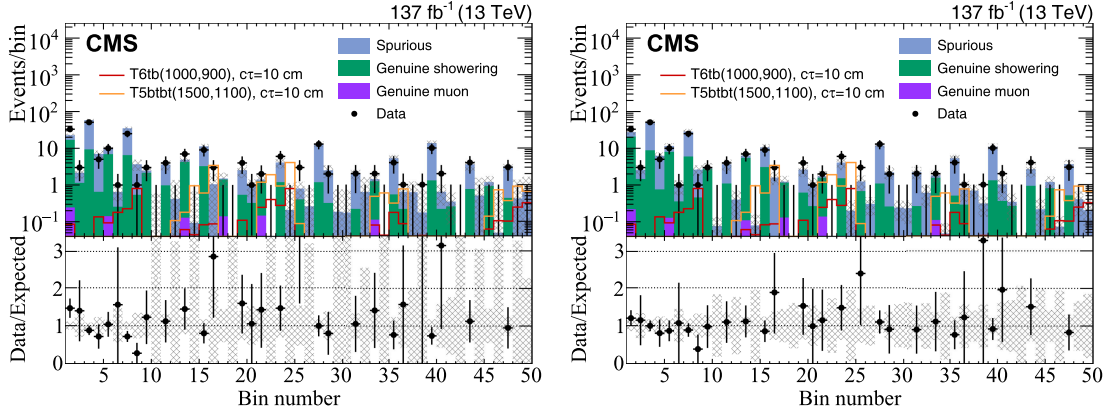 137 fb⁻¹ (13 TeV)
CMS
Spurious
Genuine showering
Genuine muon
Data
T6tb(1000,900), cτ=10 cm
T5btbt(1500,1100), cτ=10 cm
Events/bin
10⁴
10³
10²
10
1
10⁻¹
Data/Expected
3
2
1
0
5 10 15 20 25 30 35 40 45 50
Bin number
137 fb⁻¹ (13 TeV)
CMS
Spurious
Genuine showering
Genuine muon
Data
T6tb(1000,900), cτ=10 cm
T5btbt(1500,1100), cτ=10 cm
Events/bin
10⁴
10³
10²
10
1
10⁻¹
Data/Expected
3
2
1
0
5 10 15 20 25 30 35 40 45 50
Bin number